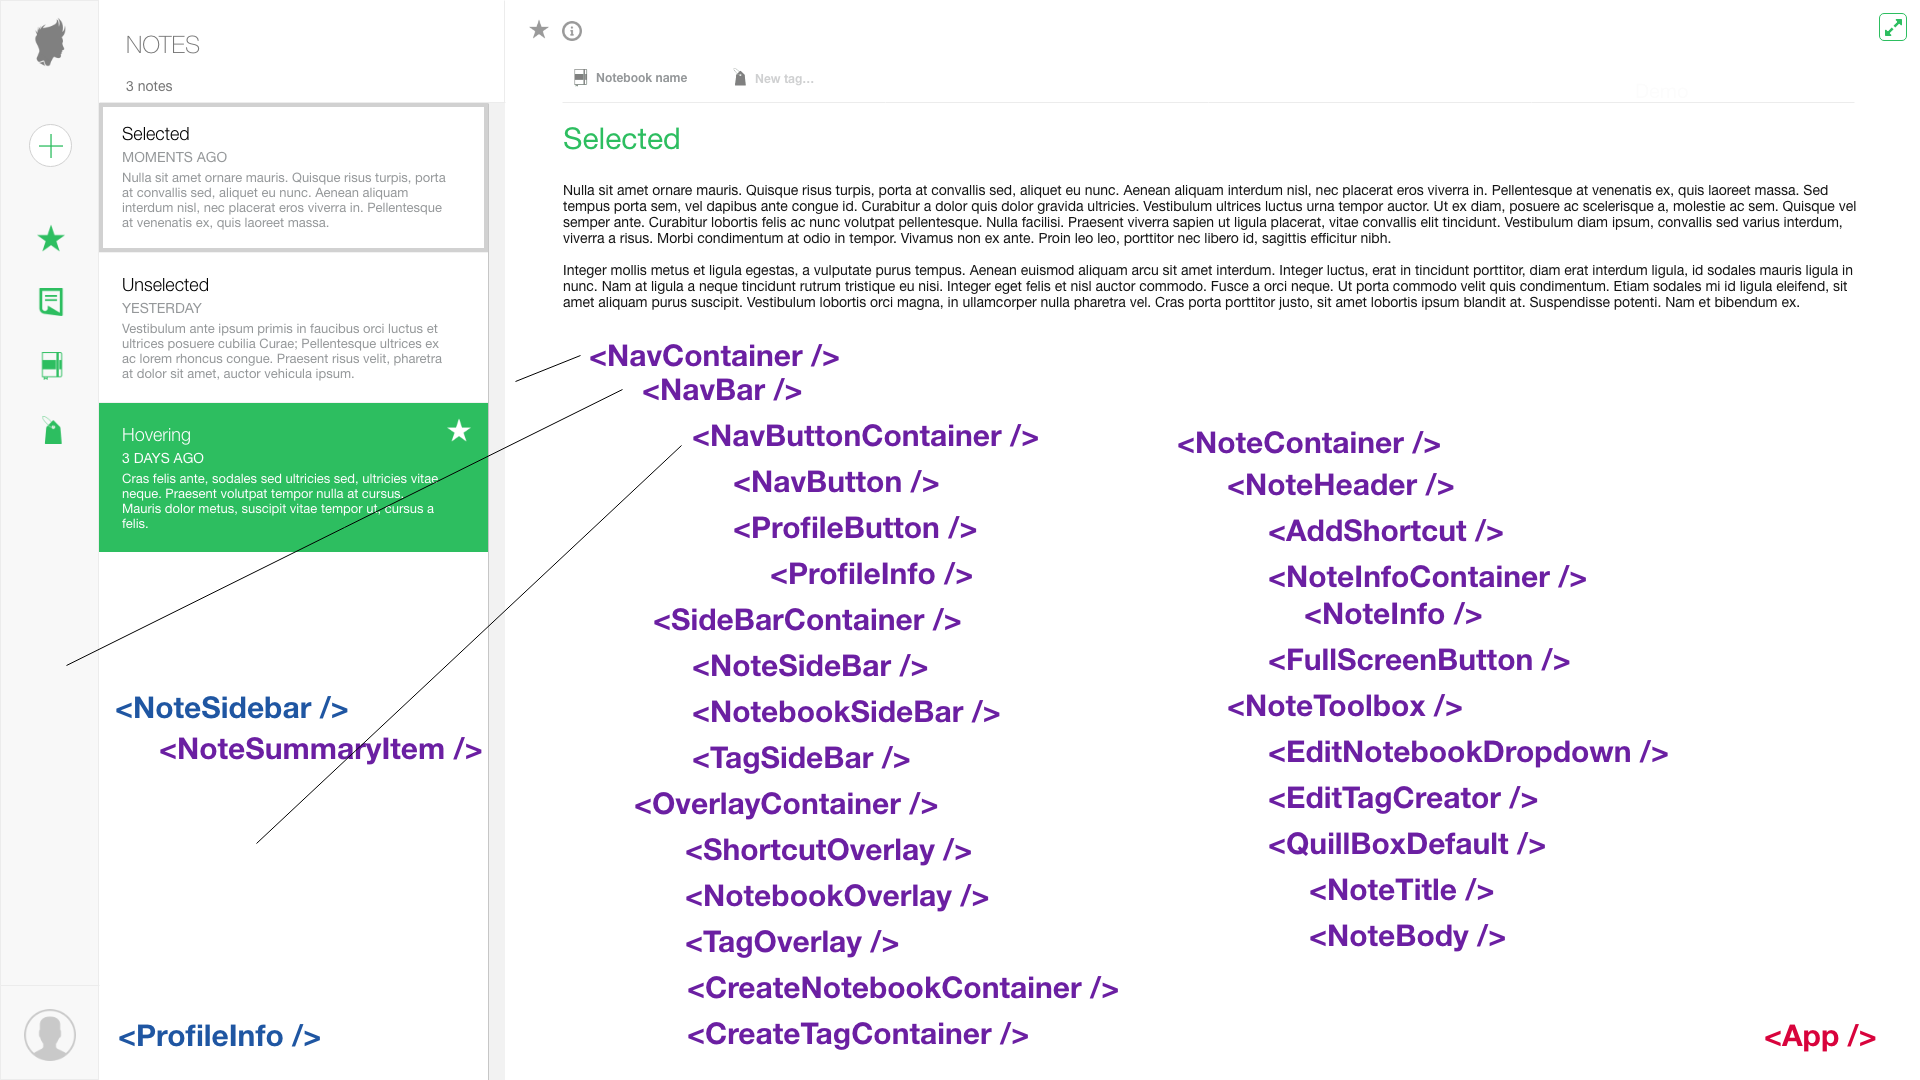 NOTES
3 notes
Selected
MOMENTS AGO
Nulla sit amet ornare mauris. Quisque risus turpis, porta
at convallis sed, aliquet eu nunc. Aenean aliquam
interdum nisl, nec placerat eros viverra in. Pellentesque
at venenatis ex, quis laoreet massa.
Unselected
YESTERDAY
Vestibulum ante ipsum primis in faucibus orci luctus et
ultrices posuere cubilia Curae; Pellentesque ultrices ex
ac lorem rhoncus congue. Praesent risus velit, pharetra
at dolor sit amet, auctor vehicula ipsum.
Hovering
3 DAYS AGO
Cras felis ante, sodales sed ultricies sed, ultricies vitae
neque. Praesent volutpat tempor nulla at cursus.
Mauris dolor metus, suscipit vitae tempor ut, cursus a
felis.
<NoteSidebar />
<NoteSummaryItem />
<ProfileInfo />
Notebook name
New tag...
Selected
Nulla sit amet ornare mauris. Quisque risus turpis, porta at convallis sed, aliquet eu nunc. Aenean aliquam interdum nisl, nec placerat eros viverra in. Pellentesque at venenatis ex, quis laoreet massa. Sed
tempus porta sem, vel dapibus ante congue id. Curabitur a dolor quis dolor gravida ultricies. Vestibulum ultrices luctus urna tempor auctor. Ut ex diam, posuere ac scelerisque a, molestie ac sem. Quisque vel
semper ante. Curabitur lobortis felis ac nunc volutpat pellentesque. Nulla facilisi. Praesent viverra sapien ut ligula placerat, vitae convallis elit tincidunt. Vestibulum diam ipsum, convallis sed varius interdum,
viverra a risus. Morbi condimentum at odio in tempor. Vivamus non ex ante. Proin leo leo, porttitor nec libero id, sagittis efficitur nibh.
Integer mollis metus et ligula egestas, a vulputate purus tempus. Aenean euismod aliquam arcu sit amet interdum. Integer luctus, erat in tincidunt porttitor, diam erat interdum ligula, id sodales mauris ligula in
nunc. Nam at ligula a neque tincidunt rutrum tristique eu nisi. Integer eget felis et nisl auctor commodo. Fusce a orci neque. Ut porta commodo velit quis condimentum. Etiam sodales mi id ligula eleifend, sit
amet aliquam purus suscipit. Vestibulum lobortis orci magna, in ullamcorper nulla pharetra vel. Cras porta porttitor justo, sit amet lobortis ipsum blandit at. Suspendisse potenti. Nam et bibendum ex.
<NavContainer />
<NavBar />
<NavButtonContainer />
<NavButton />
<ProfileButton />
<ProfileInfo />
<SideBarContainer />
<NoteSideBar />
<NotebookSideBar />
<TagSideBar />
<OverlayContainer />
<ShortcutOverlay />
<NotebookOverlay />
<TagOverlay />
<CreateNotebookContainer />
<CreateTagContainer />
<NoteContainer />
<NoteHeader />
<AddShortcut />
<NoteInfoContainer />
<NoteInfo />
<FullScreenButton />
<NoteToolbox />
<EditNotebookDropdown />
<EditTagCreator />
<QuillBoxDefault />
<NoteTitle />
<NoteBody />
<App />